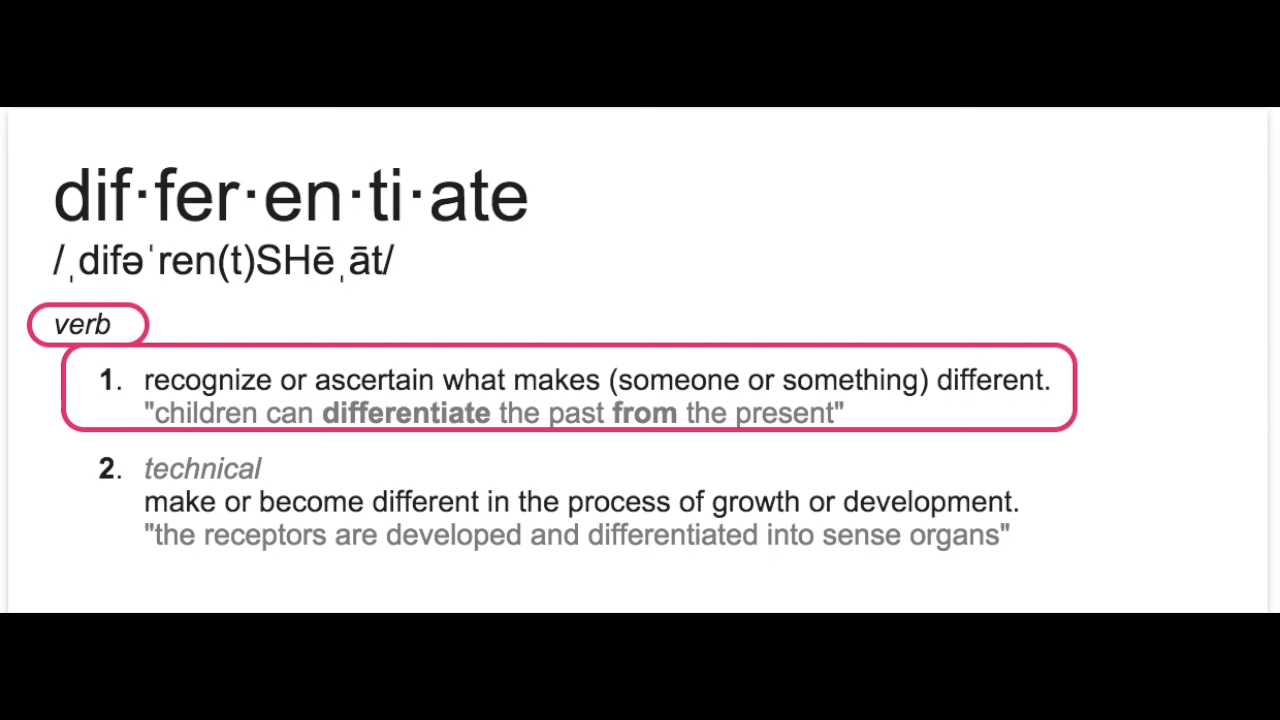 dif·fer·en·ti·ate
/ˌdifəˈren(t)SHēˌāt/
verb
1. recognize or ascertain what makes (someone or something) different.
"children can differentiate the past from the present"
2. technical
make or become different in the process of growth or development.
"the receptors are developed and differentiated into sense organs"